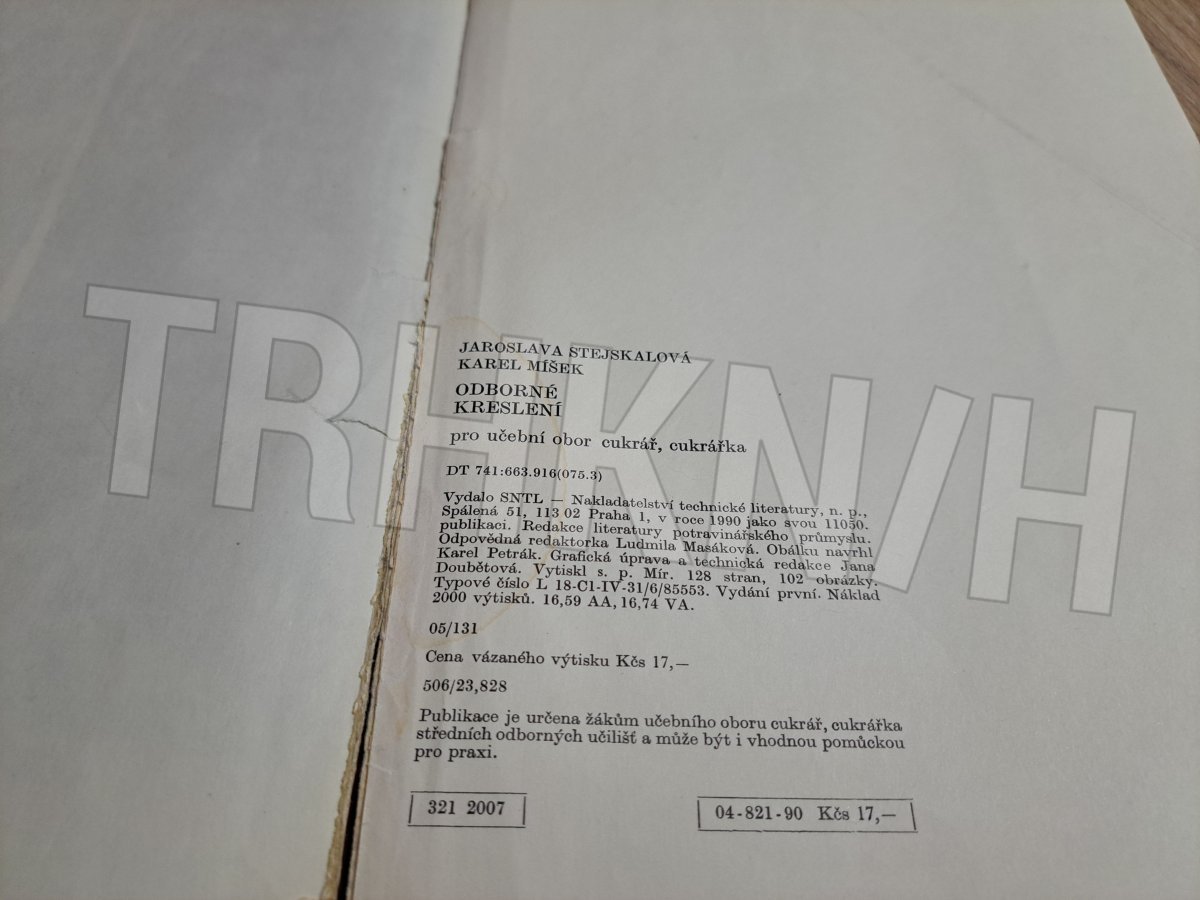 JAROSLAVA STEJSKALOVÁ
KAREL MÍŠEK
ODBORNÉ
KRESLENÍ
pro učební obor cukrář, cukrářka
DT 741:663.916(075.3)
Vydalo SNTL — Nakladatelství technické literatury, n. p.,
Spálená 51, 113 02 Praha 1, v roce 1990 jako svou 11050.
publikaci. Redakce literatury potravinářského průmyslu.
Odpovědná redaktorka Ludmila Masáková. Obálku navrhl
Karel Petrák. Grafická úprava a technická redakce Jana
Doubětová. Vytiskl s. p. Mír. 128 stran, 102 obrázky.
Typové číslo L 18-C1-IV-31/6/85553. Vydání první. Náklad
2000 výtisků. 16,59 AA, 16,74 VA.
05/131
Cena vázaného výtisku Kčs 17,—
506/23,828
Publikace je určena žákům učebního oboru cukrář, cukrářka
středních odborných učilišť a může být i vhodnou pomůckou
pro praxi.
321 2007
04-821-90 Kčs 17,—
TRHKN/H